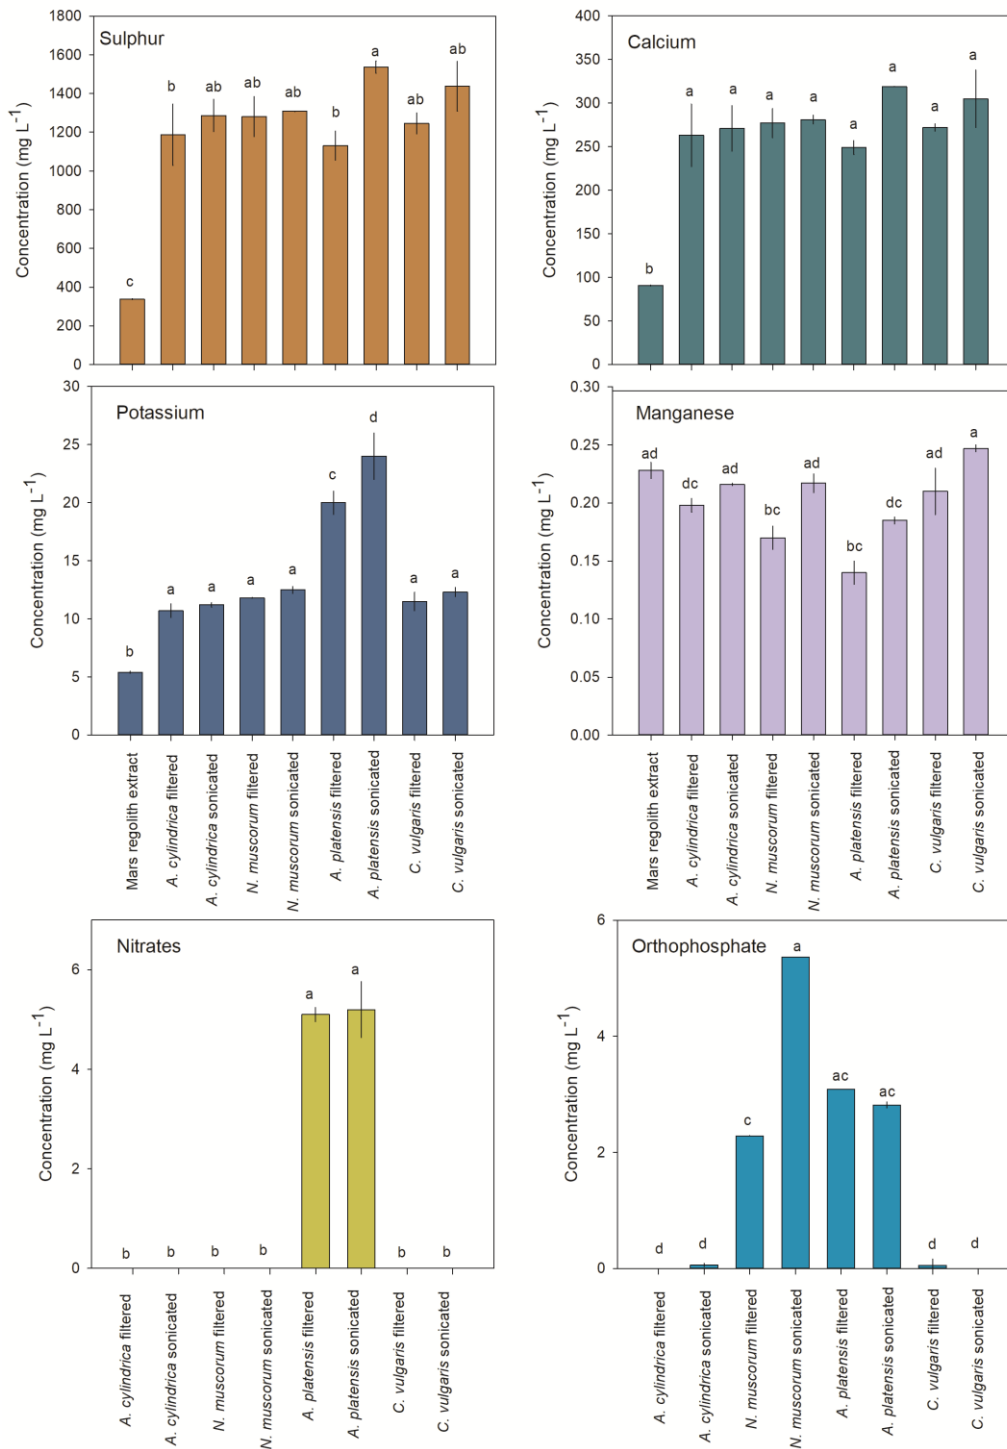 Sulphur
Concentration (mg L-1)
1800
1600
1400
1200
1000
800
600
400
200
0
c
b
ab
ab
ab
b
a
ab
ab
Calcium
Concentration (mg L-1)
400
350
300
250
200
150
100
50
0
b
a
a
a
a
a
a
a
a
Potassium
Concentration (mg L-1)
30
25
20
15
10
5
0
b
a
a
a
a
c
d
a
a
Mars regolith extract
A. cylindrica filtered
A. cylindrica sonicated
N. muscorum filtered
N. muscorum sonicated
A. platensis filtered
A. platensis sonicated
C. vulgaris filtered
C. vulgaris sonicated
Manganese
Concentration (mg L-1)
0.30
0.25
0.20
0.15
0.10
0.05
0.00
ad
dc
ad
bc
ad
bc
dc
ad
a
Mars regolith extract
A. cylindrica filtered
A. cylindrica sonicated
N. muscorum filtered
N. muscorum sonicated
A. platensis filtered
A. platensis sonicated
C. vulgaris filtered
C. vulgaris sonicated
Nitrates
Concentration (mg L-1)
6
4
2
0
b
b
b
b
a
a
b
b
A. cylindrica filtered
A. cylindrica sonicated
N. muscorum filtered
N. muscorum sonicated
A. platensis filtered
A. platensis sonicated
C. vulgaris filtered
C. vulgaris sonicated
Orthophosphate
Concentration (mg L-1)
6
4
2
0
d
d
c
a
ac
ac
d
d
A. cylindrica filtered
A. cylindrica sonicated
N. muscorum filtered
N. muscorum sonicated
A. platensis filtered
A. platensis sonicated
C. vulgaris filtered
C. vulgaris sonicated